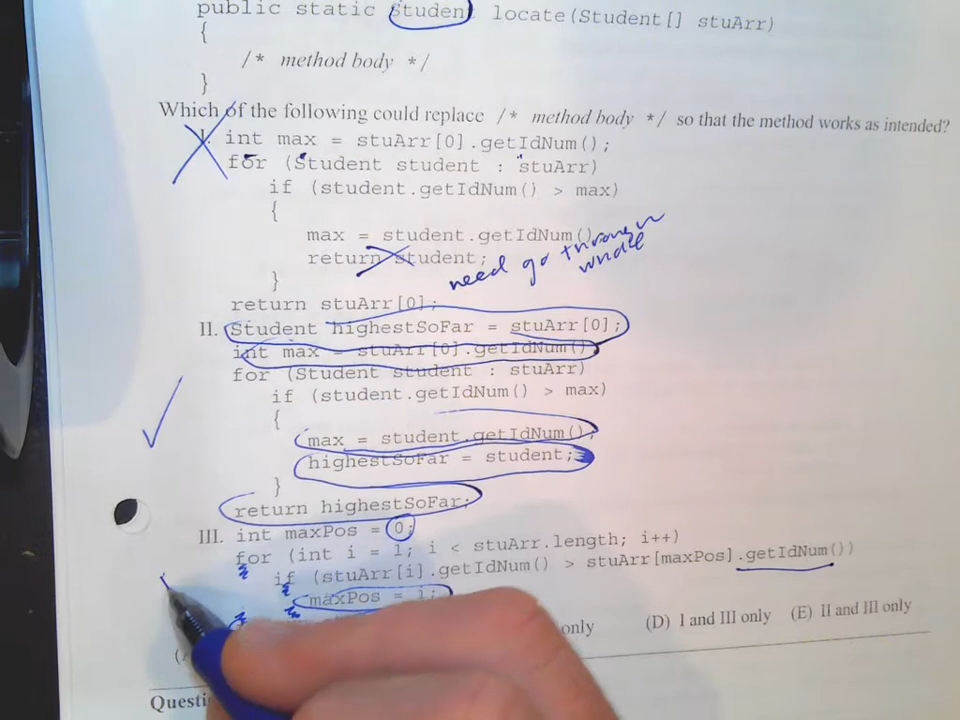 public static Student locate(Student[] stuArr)
{
/* method body */
}
Which of the following could replace /* method body */ so that the method works as intended?
I. int max = stuArr[0].getIdNum();
for (Student student : stuArr)
if (student.getIdNum() > max)
{
max = student.getIdNum();
return student;
need go through whole
}
return stuArr[0];
II. Student highestSoFar = stuArr[0];
int max = stuArr[0].getIdNum();
for (Student student : stuArr)
if (student.getIdNum() > max)
{
max = student.getIdNum();
highestSoFar = student;
}
return highestSoFar;
III. int maxPos = 0;
for (int i = 1; i < stuArr.length; i++)
if (stuArr[i].getIdNum() > stuArr[maxPos].getIdNum())
maxPos = i;
only (D) I and III only (E) II and III only
Questi